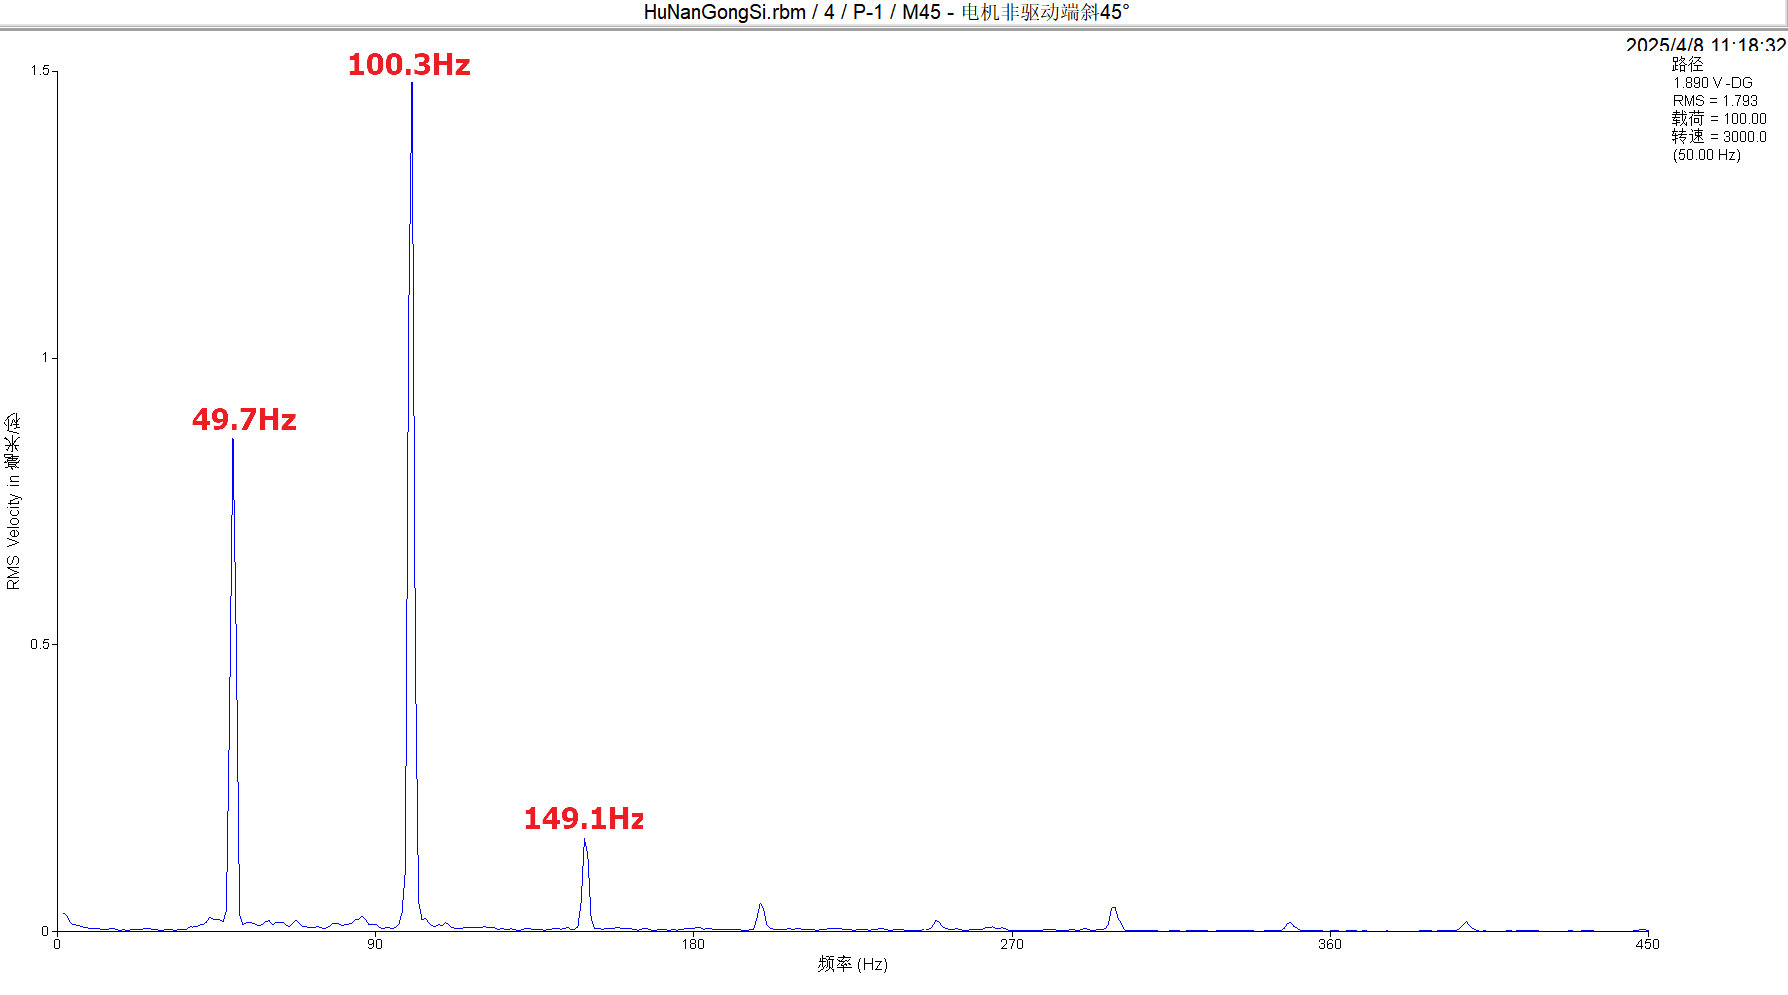 HuNanGongSi.rbm / 4 / P-1 / M45 - 电机非驱动端斜45°
2025/4/8 11:18:32
路径
1.890 V-DG
RMS = 1.793
载荷 = 100.00
转速 = 3000.0
(50.00 Hz)
100.3Hz
49.7Hz
149.1Hz
1.5
1
0.5
0
RMS Velocity in 毫米/秒
0
90
180
270
360
450
频率 (Hz)